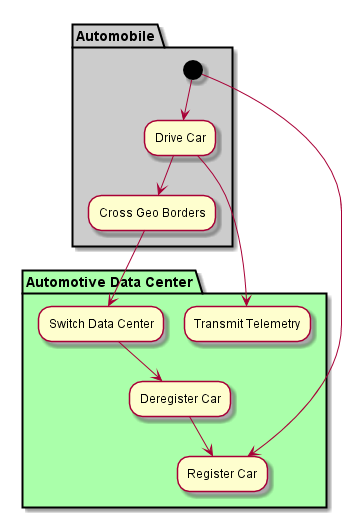 Automobile
Drive Car
Cross Geo Borders
Automotive Data Center
Switch Data Center
Transmit Telemetry
Deregister Car
Register Car